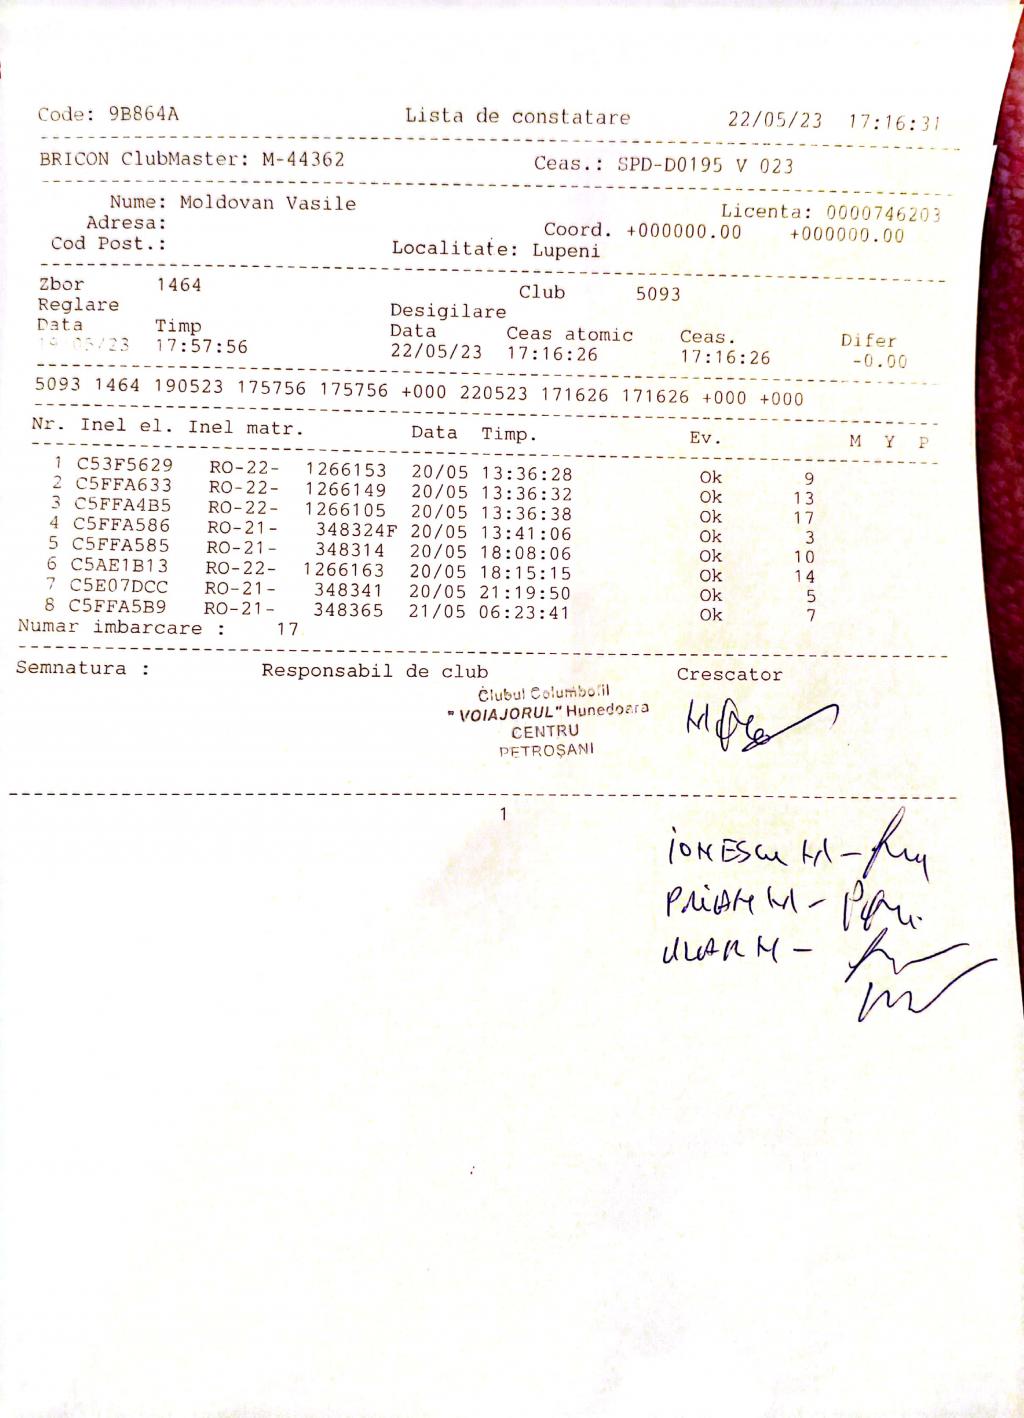 Code: 9B864A Lista de constatare 22/05/23 17:16:31
BRICON ClubMaster: M-44362 Ceas.: SPD-D0195 V 023
Nume: Moldovan Vasile Licenta: 0000746203
Adresa: Coord. +000000.00 +000000.00
Cod Post.: Localitate: Lupeni
Zbor 1464 Club 5093
Reglare Desigilare
Data Timp Data Ceas atomic Ceas. Difer
19/05/23 17:57:56 22/05/23 17:16:26 17:16:26 -0.00
5093 1464 190523 175756 175756 +000 220523 171626 171626 +000 +000
Nr. Inel el. Inel matr. Data Timp. Ev. M Y P
1 C53F5629 RO-22- 1266153 20/05 13:36:28 Ok 9
2 C5FFA633 RO-22- 1266149 20/05 13:36:32 Ok 13
3 C5FFA4B5 RO-22- 1266105 20/05 13:36:38 Ok 17
4 C5FFA586 RO-21- 348324F 20/05 13:41:06 Ok 3
5 C5FFA585 RO-21- 348314 20/05 18:08:06 Ok 10
6 C5AE1B13 RO-22- 1266163 20/05 18:15:15 Ok 14
7 C5E07DCC RO-21- 348341 20/05 21:19:50 Ok 5
8 C5FFA5B9 RO-21- 348365 21/05 06:23:41 Ok 7
Numar imbarcare : 17
Semnatura : Responsabil de club Crescator
Clubul Columbofil
"VOIAJORUL" Hunedoara
CENTRU
PETROȘANI
1
IONESCU